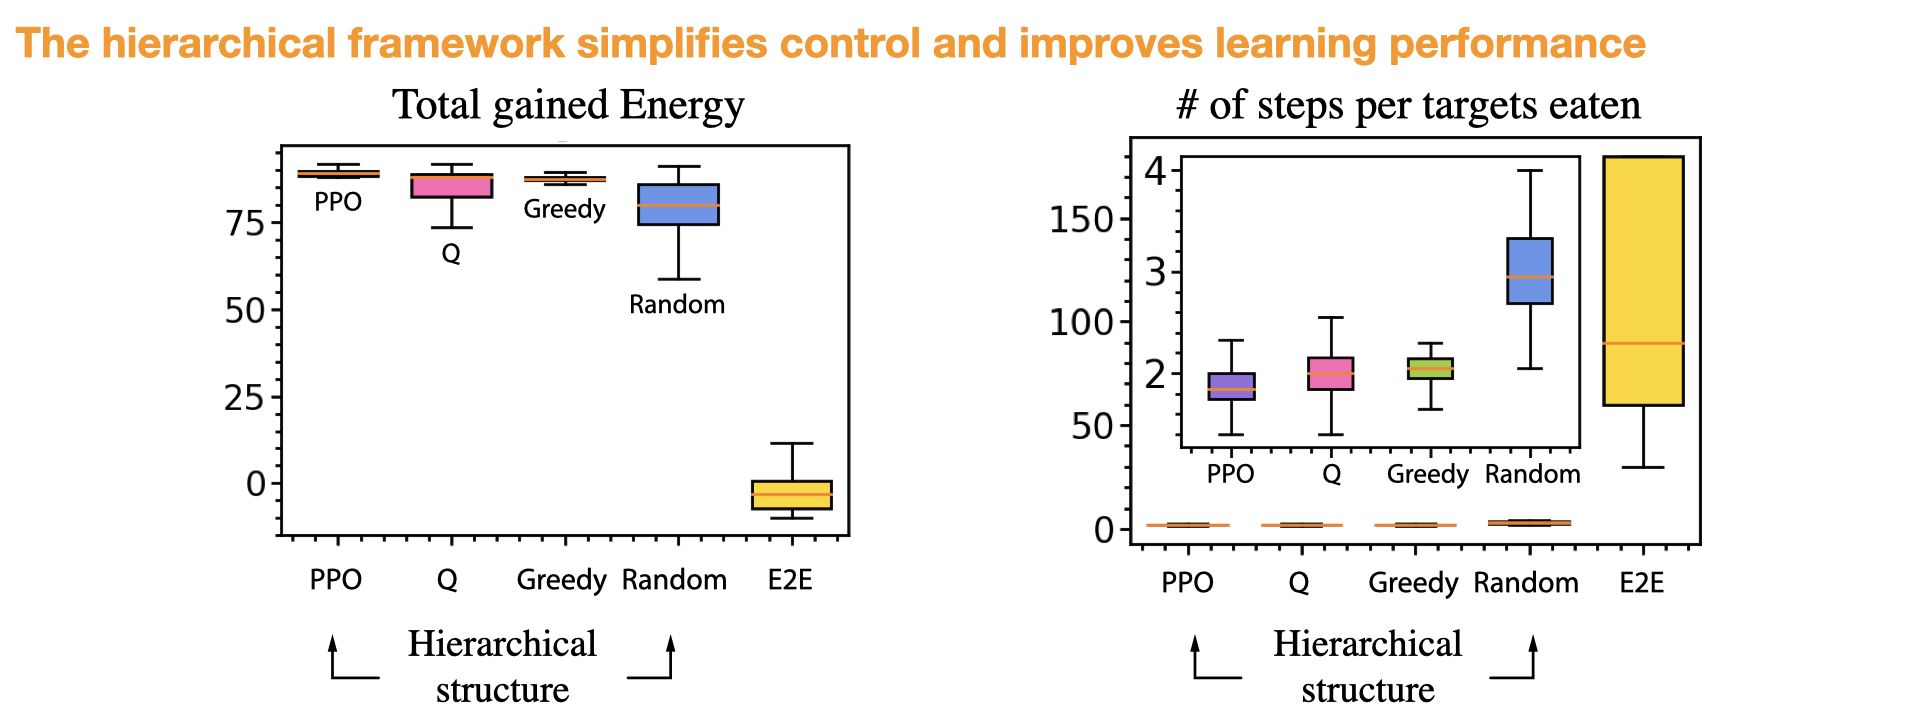 The hierarchical framework simplifies control and improves learning performance
Total gained Energy
75
50
25
0
PPO
Q
Greedy
Random
PPO
Q
Greedy
Random
E2E
Hierarchical
structure
# of steps per targets eaten
150
100
50
0
4
3
2
PPO
Q
Greedy
Random
PPO
Q
Greedy
Random
E2E
Hierarchical
structure